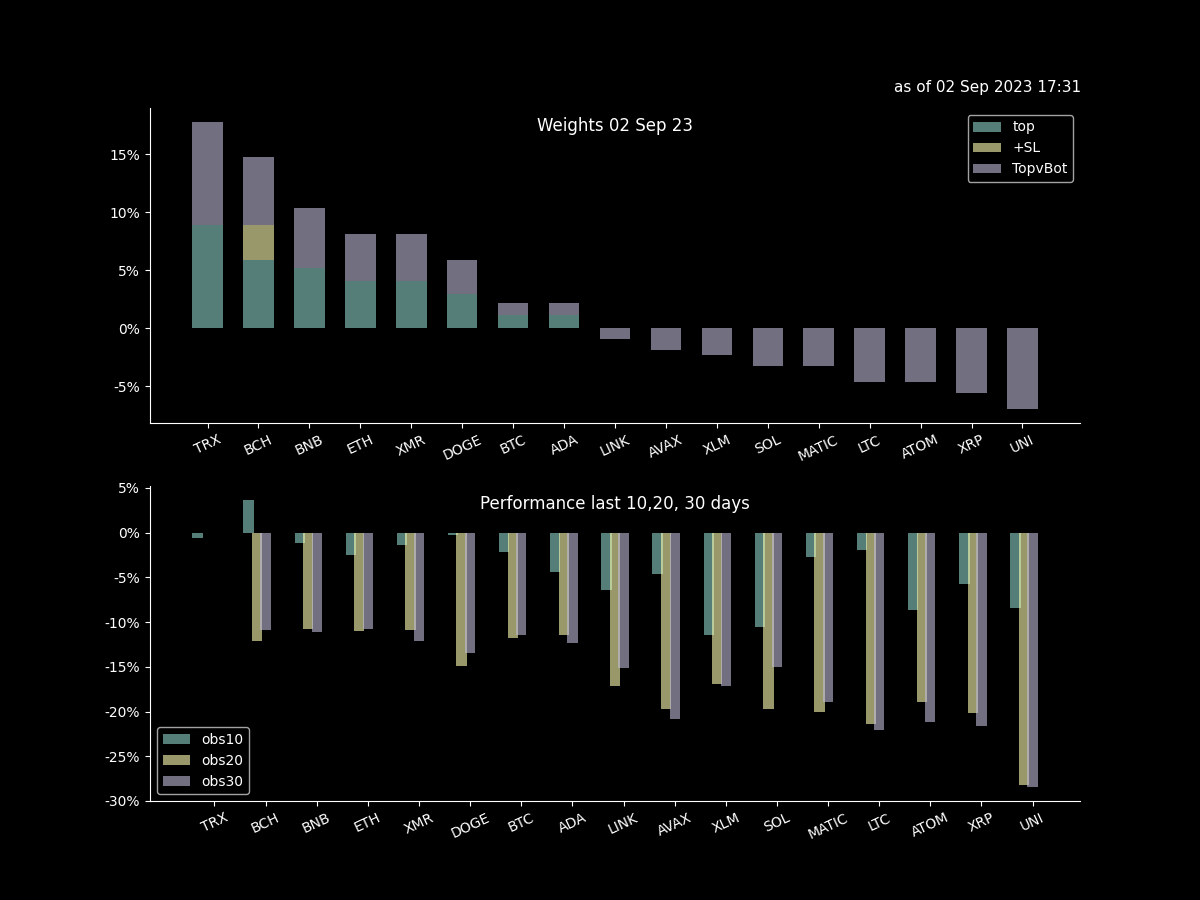 as of 02 Sep 2023 17:31
Weights 02 Sep 23
top
+SL
TopvBot
15%
10%
5%
0%
-5%
TRX BCH BNB ETH XMR DOGE BTC ADA LINK AVAX XLM SOL MATIC LTC ATOM XRP UNI
Performance last 10,20, 30 days
5%
0%
-5%
-10%
-15%
-20%
-25%
-30%
obs10
obs20
obs30
TRX BCH BNB ETH XMR DOGE BTC ADA LINK AVAX XLM SOL MATIC LTC ATOM XRP UNI